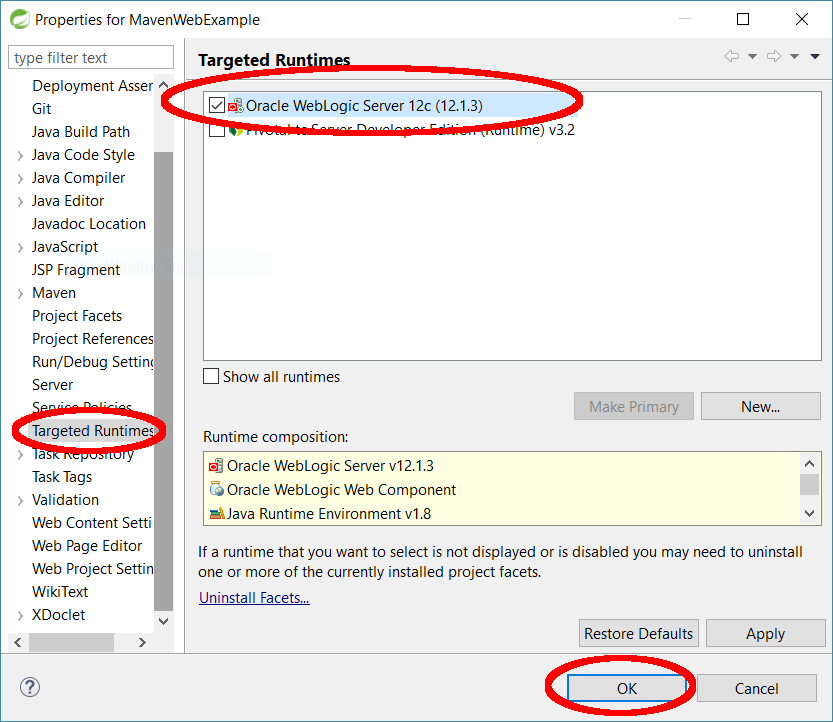 Properties for MavenWebExample
type filter text
Deployment Asser
Git
Java Build Path
Java Code Style
Java Compiler
Java Editor
Javadoc Location
JavaScript
JSP Fragment
Maven
Project Facets
Project References
Run/Debug Setting
Server
Service Policies
Targeted Runtimes
Task Repository
Task Tags
Validation
Web Content Setti
Web Page Editor
Web Project Settin
WikiText
XDoclet
Targeted Runtimes
Oracle WebLogic Server 12c (12.1.3)
Pivotal tc Server Developer Edition (Runtime) v3.2
Show all runtimes
Make Primary
New...
Runtime composition:
Oracle WebLogic Server v12.1.3
Oracle WebLogic Web Component
Java Runtime Environment v1.8
If a runtime that you want to select is not displayed or is disabled you may need to uninstall
one or more of the currently installed project facets.
Uninstall Facets...
Restore Defaults
Apply
OK
Cancel